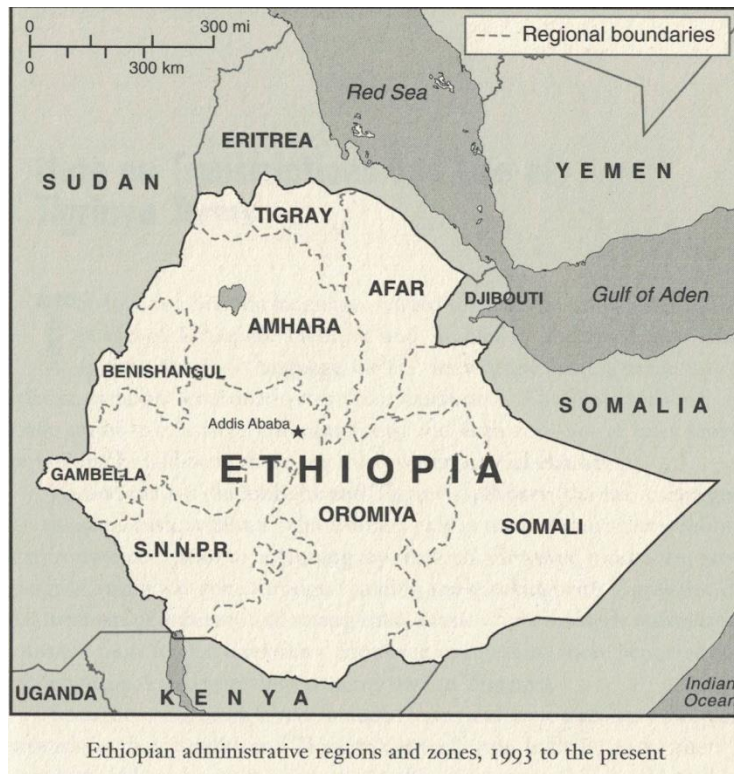 0 300 mi
0 300 km
Regional boundaries
Red Sea
ERITREA
SUDAN
YEMEN
TIGRAY
AFAR
DJIBOUTI
Gulf of Aden
AMHARA
BENISHANGUL
SOMALIA
Addis Ababa
ETHIOPIA
GAMBELLA
OROMIYA
SOMALI
S.N.N.P.R.
UGANDA
KENYA
Indian
Ocean
Ethiopian administrative regions and zones, 1993 to the present